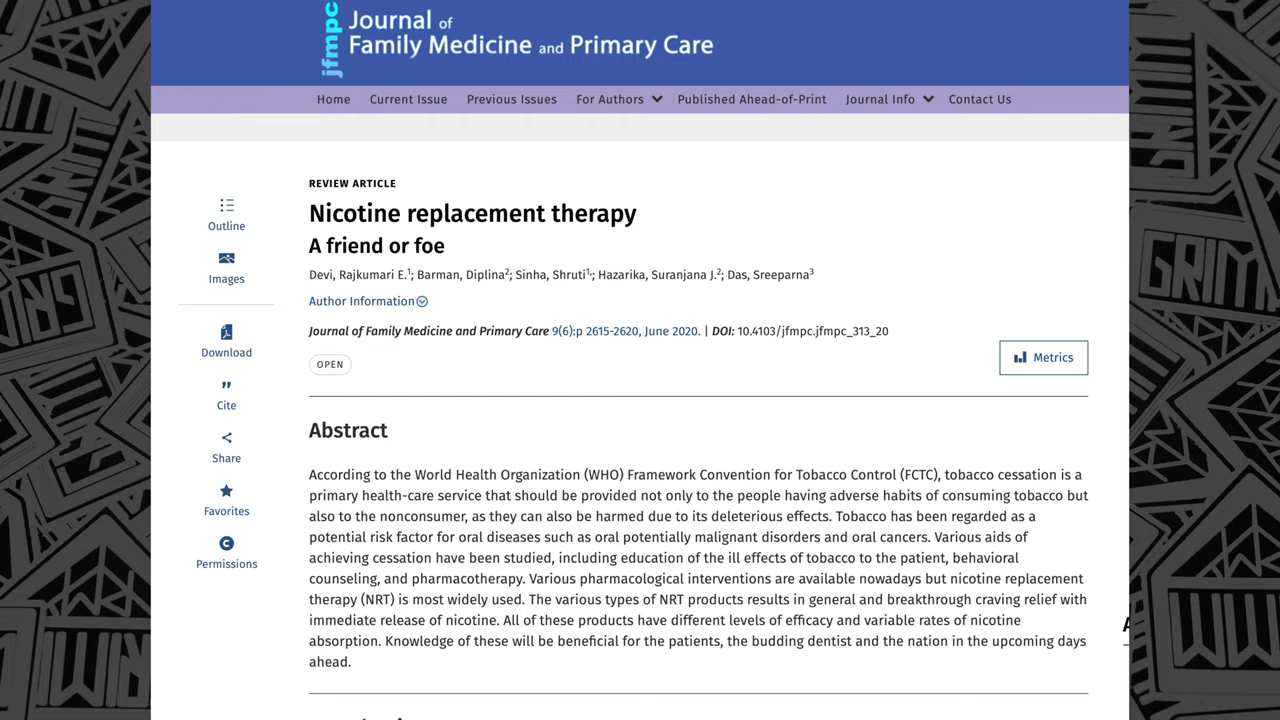 jfmpc
Journal of
Family Medicine and Primary Care
Home Current Issue Previous Issues For Authors Published Ahead-of-Print Journal Info Contact Us
Outline
Images
Download
Cite
Share
Favorites
Permissions
REVIEW ARTICLE
Nicotine replacement therapy
A friend or foe
Devi, Rajkumari E.1; Barman, Diplina2; Sinha, Shruti1,; Hazarika, Suranjana J.2; Das, Sreeparna3
Author Information
Journal of Family Medicine and Primary Care 9(6):p 2615-2620, June 2020. | DOI: 10.4103/jfmpc.jfmpc_313_20
OPEN
Metrics
Abstract
According to the World Health Organization (WHO) Framework Convention for Tobacco Control (FCTC), tobacco cessation is a
primary health-care service that should be provided not only to the people having adverse habits of consuming tobacco but
also to the nonconsumer, as they can also be harmed due to its deleterious effects. Tobacco has been regarded as a
potential risk factor for oral diseases such as oral potentially malignant disorders and oral cancers. Various aids of
achieving cessation have been studied, including education of the ill effects of tobacco to the patient, behavioral
counseling, and pharmacotherapy. Various pharmacological interventions are available nowadays but nicotine replacement
therapy (NRT) is most widely used. The various types of NRT products results in general and breakthrough craving relief with
immediate release of nicotine. All of these products have different levels of efficacy and variable rates of nicotine
absorption. Knowledge of these will be beneficial for the patients, the budding dentist and the nation in the upcoming days
ahead.